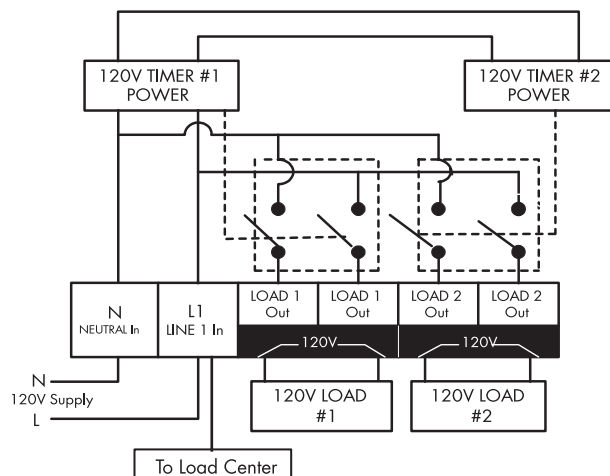 120V TIMER #1
POWER
120V TIMER #2
POWER
N
NEUTRAL In
L1
LINE 1 In
LOAD 1
Out
LOAD 1
Out
LOAD 2
Out
LOAD 2
Out
120V
120V
N
120V Supply
L
120V LOAD
#1
120V LOAD
#2
To Load Center